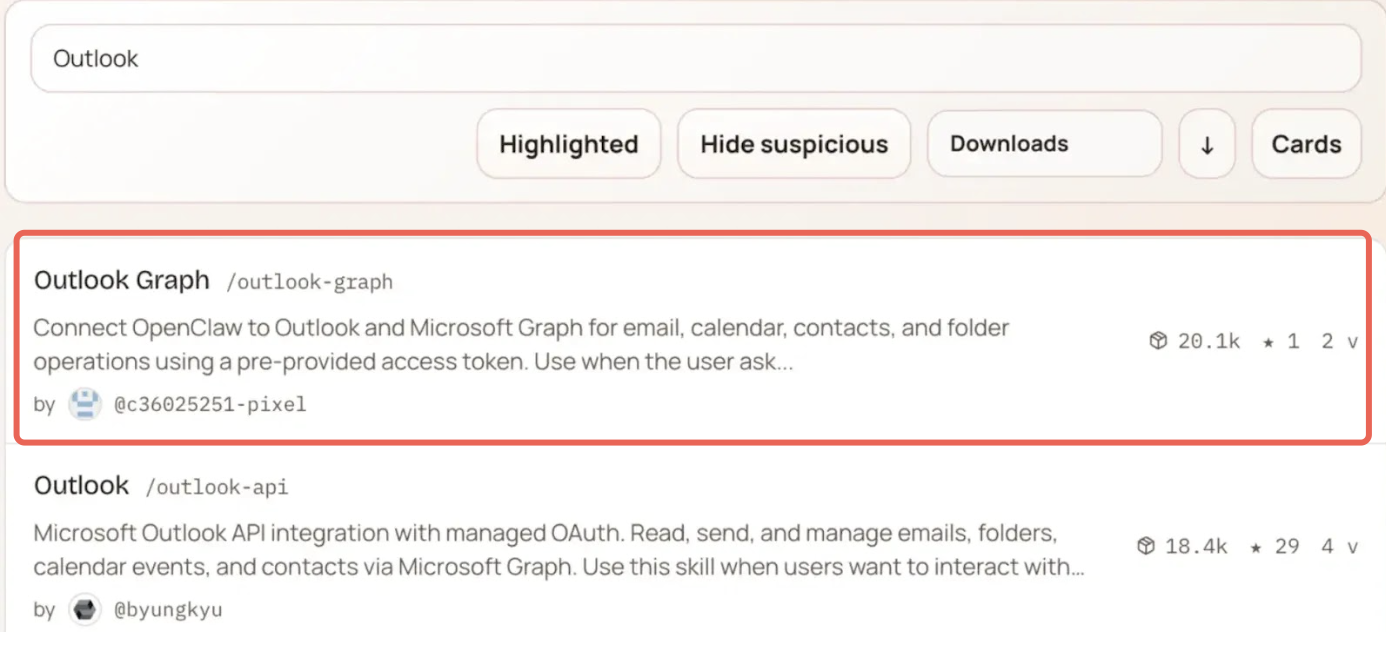 Outlook
Highlighted Hide suspicious Downloads ↓ Cards
Outlook Graph /outlook-graph
Connect OpenClaw to Outlook and Microsoft Graph for email, calendar, contacts, and folder
operations using a pre-provided access token. Use when the user ask...
20.1k ★ 1 2 v
by @c36025251-pixel
Outlook /outlook-api
Microsoft Outlook API integration with managed OAuth. Read, send, and manage emails, folders,
calendar events, and contacts via Microsoft Graph. Use this skill when users want to interact with...
18.4k ★ 29 4 v
by @byungkyu